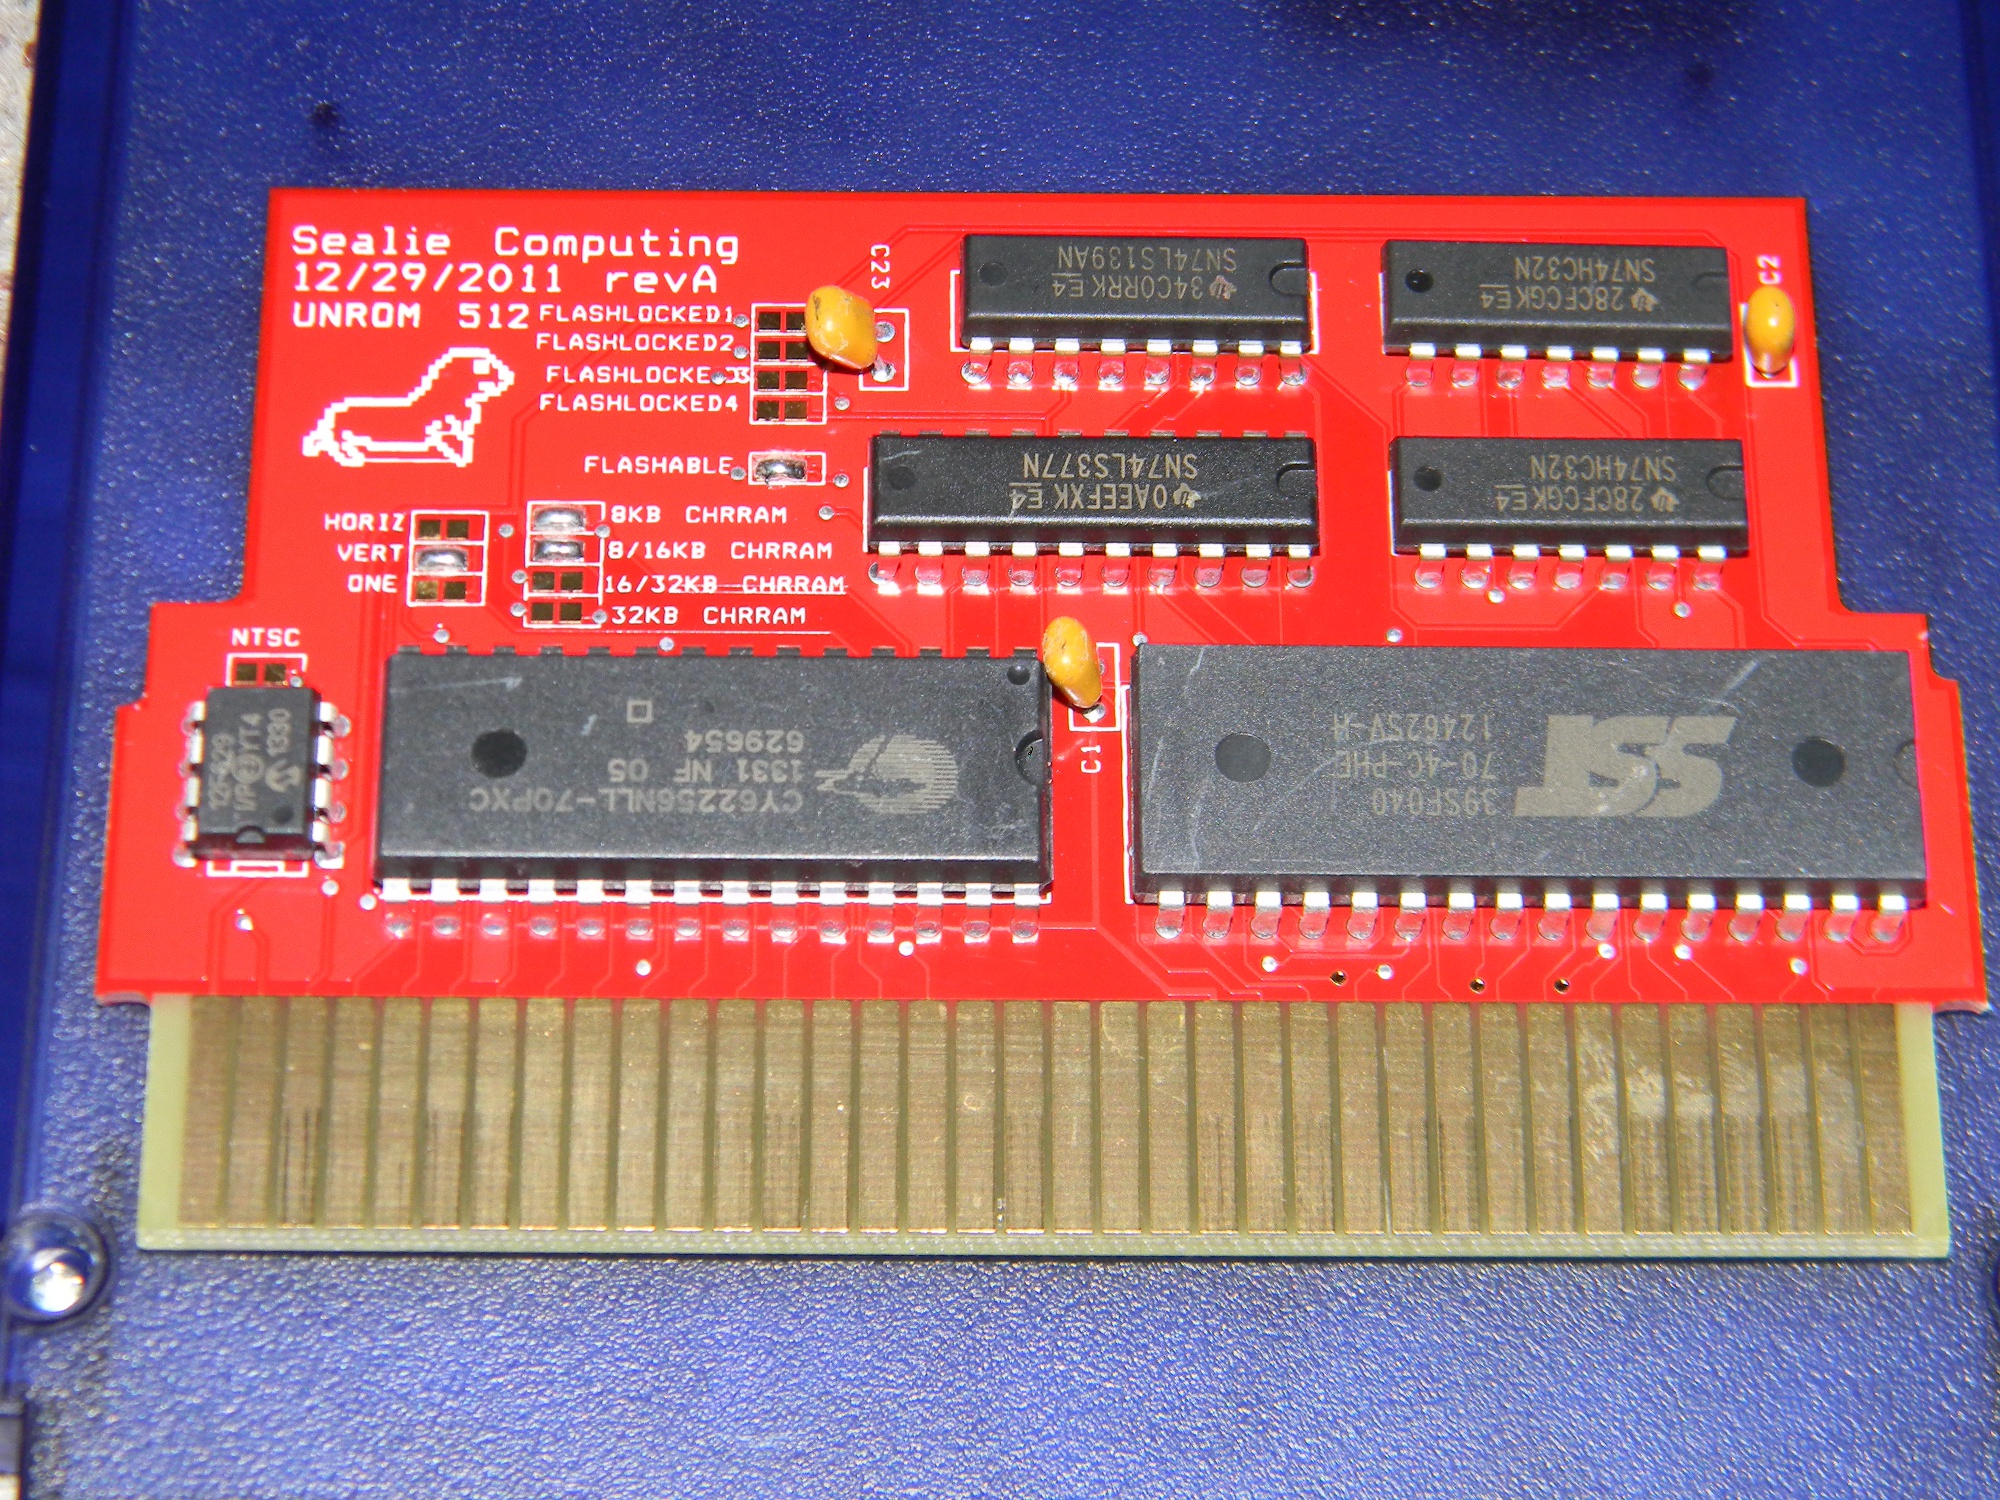 Sealie Computing
12/29/2011 revA
UNROM 512
FLASHLOCKED1
FLASHLOCKED2
FLASHLOCKED3
FLASHLOCKED4
FLASHABLE
HORIZ
VERT
ONE
8KB CHRRAM
8/16KB CHRRAM
16/32KB CHRRAM
32KB CHRRAM
NTSC
C23
C2
C1
SN74LS139AN
34C0RRK E4
SN74HC32N
28CFCGK E4
SN74LS377N
0AEEFXK E4
SN74HC32N
28CFCGK E4
12F629
1330
CY62256NLL-70PXC
1331 NF 05
629654
SST
39SF040
70-4C-PHE